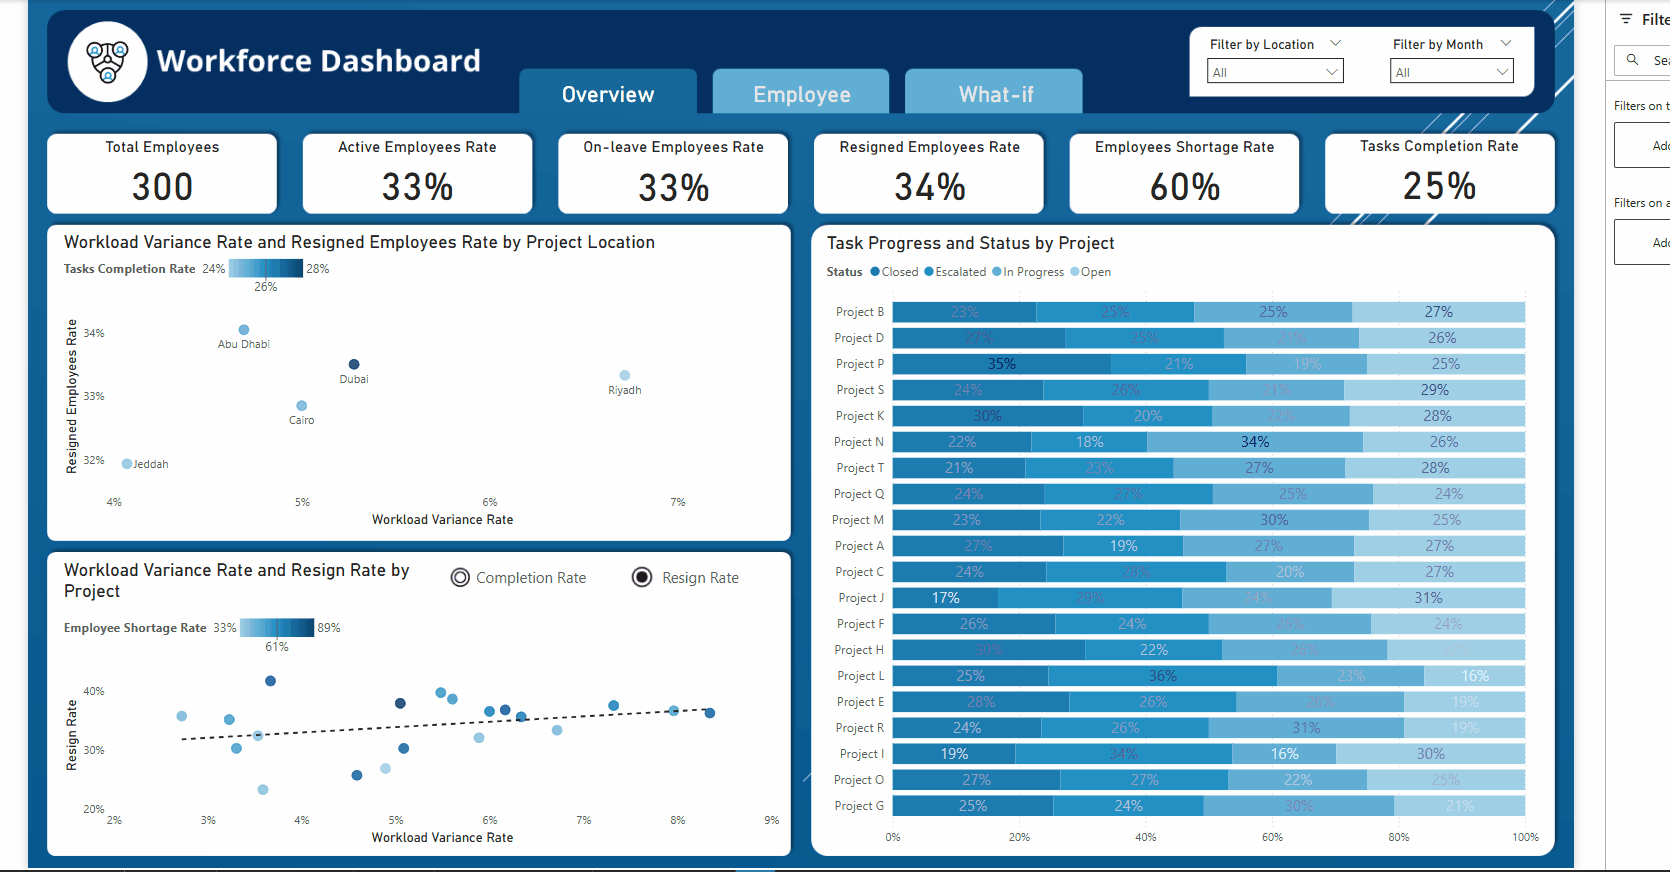 Workforce Dashboard
Overview
Employee
What-if
Filter by Location
All
Filter by Month
All
Total Employees
300
Active Employees Rate
33%
On-leave Employees Rate
33%
Resigned Employees Rate
34%
Employees Shortage Rate
60%
Tasks Completion Rate
25%
Workload Variance Rate and Resigned Employees Rate by Project Location
Tasks Completion Rate 24% 28%
26%
Resigned Employees Rate
34%
33%
32%
Abu Dhabi
Dubai
Riyadh
Cairo
Jeddah
4% 5% 6% 7%
Workload Variance Rate
Workload Variance Rate and Resign Rate by
Project
Completion Rate
Resign Rate
Employee Shortage Rate 33% 89%
61%
Resign Rate
40%
30%
20%
2% 3% 4% 5% 6% 7% 8% 9%
Workload Variance Rate
Task Progress and Status by Project
Status Closed Escalated In Progress Open
Project B 23% 25% 25% 27%
Project D 27% 25% 21% 26%
Project P 35% 21% 19% 25%
Project S 24% 26% 21% 29%
Project K 30% 20% 22% 28%
Project N 22% 18% 34% 26%
Project T 21% 23% 27% 28%
Project Q 24% 27% 25% 24%
Project M 23% 22% 30% 25%
Project A 27% 19% 27% 27%
Project C 24% 28% 20% 27%
Project J 17% 29% 24% 31%
Project F 26% 24% 24%
Project H 30% 22% 26%
Project L 25% 36% 23% 16%
Project E 28% 26% 26% 19%
Project R 24% 26% 31% 19%
Project I 19% 34% 16% 30%
Project O 27% 27% 22% 25%
Project G 25% 24% 30% 21%
0% 20% 40% 60% 80% 100%
Filte
Sea
Filters on t
Add
Filters on a
Add